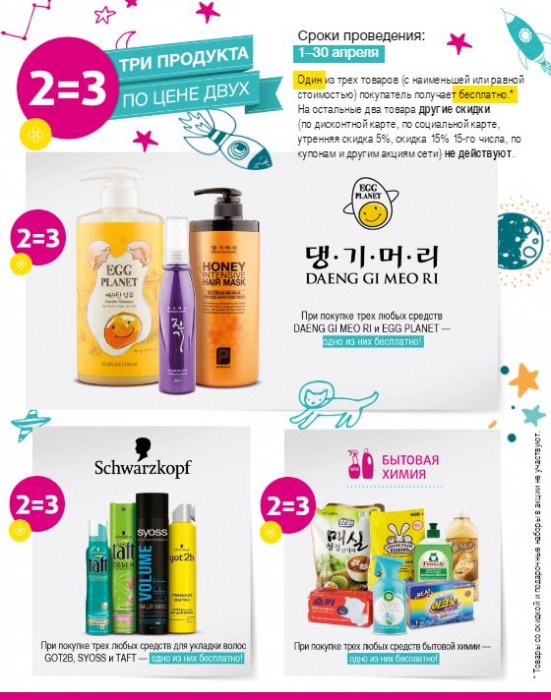 2=3
ТРИ ПРОДУКТА
ПО ЦЕНЕ ДВУХ
Сроки проведения:
1–30 апреля
Один из трех товаров (с наименьшей или равной
стоимостью) покупатель получает бесплатно.*
На остальные два товара другие скидки
(по дисконтной карте, по социальной карте,
утренняя скидка 5%, скидка 15% 15-го числа, по
купонам и другим акциям сети) не действуют.
2=3
EGG
PLANET
HONEY
INTENSIVE
HAIR MASK
EGG
PLANET
댕·기·머·리
DAENG GI MEO RI
При покупке трех любых средств
DAENG GI MEO RI и EGG PLANET —
одно из них бесплатно!
Schwarzkopf
2=3
taft
taft
ОБЪЕМ
syoss
VOLUME
LIFT
got2b
При покупке трех любых средств для укладки волос
GOT2B, SYOSS и TAFT — одно из них бесплатно!
БЫТОВАЯ
ХИМИЯ
2=3
매실
Frosch
При покупке трех любых средств бытовой химии —
одно из них бесплатно!
* Товары со скидкой и подарочные наборы в акции не участвуют.